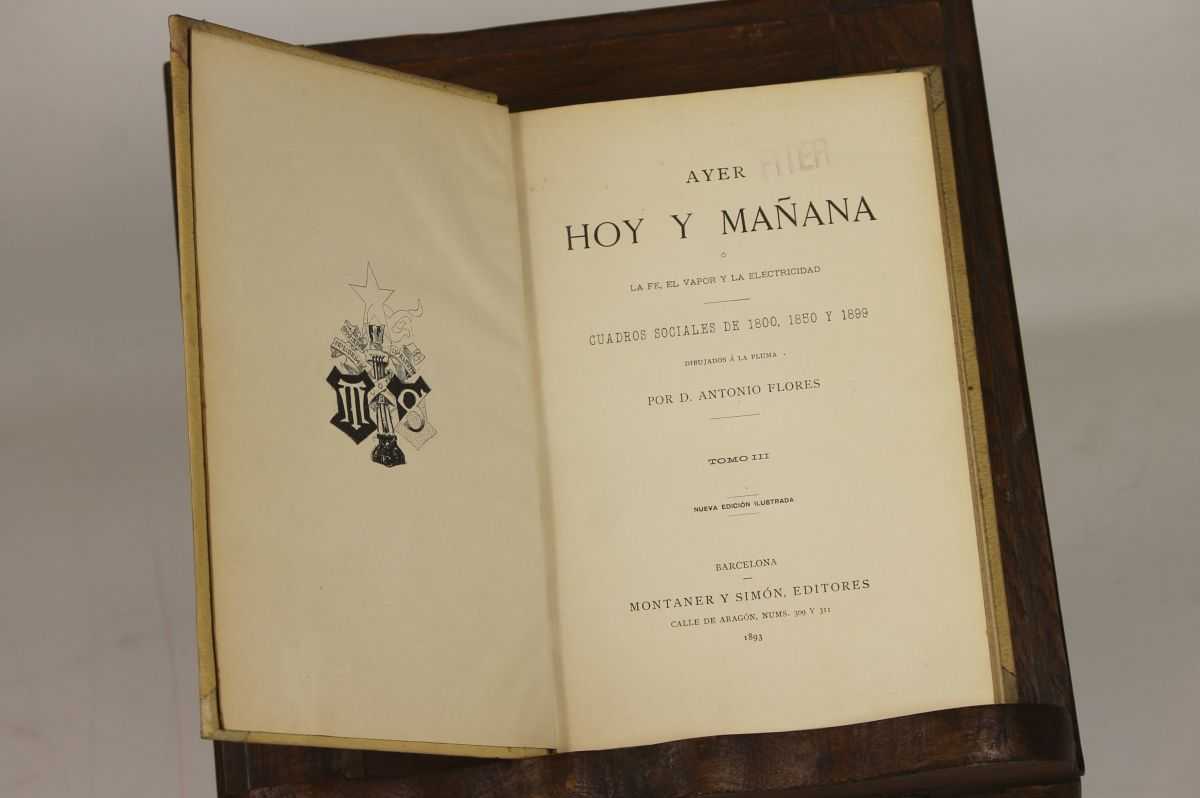 AYER
HOY Y MAÑANA
Ó
LA FE, EL VAPOR Y LA ELECTRICIDAD
CUADROS SOCIALES DE 1800, 1850 Y 1899
DIBUJADOS Á LA PLUMA
POR D. ANTONIO FLORES
TOMO III
NUEVA EDICIÓN ILUSTRADA
BARCELONA
MONTANER Y SIMÓN, EDITORES
CALLE DE ARAGÓN, NUMS. 309 Y 311
1893